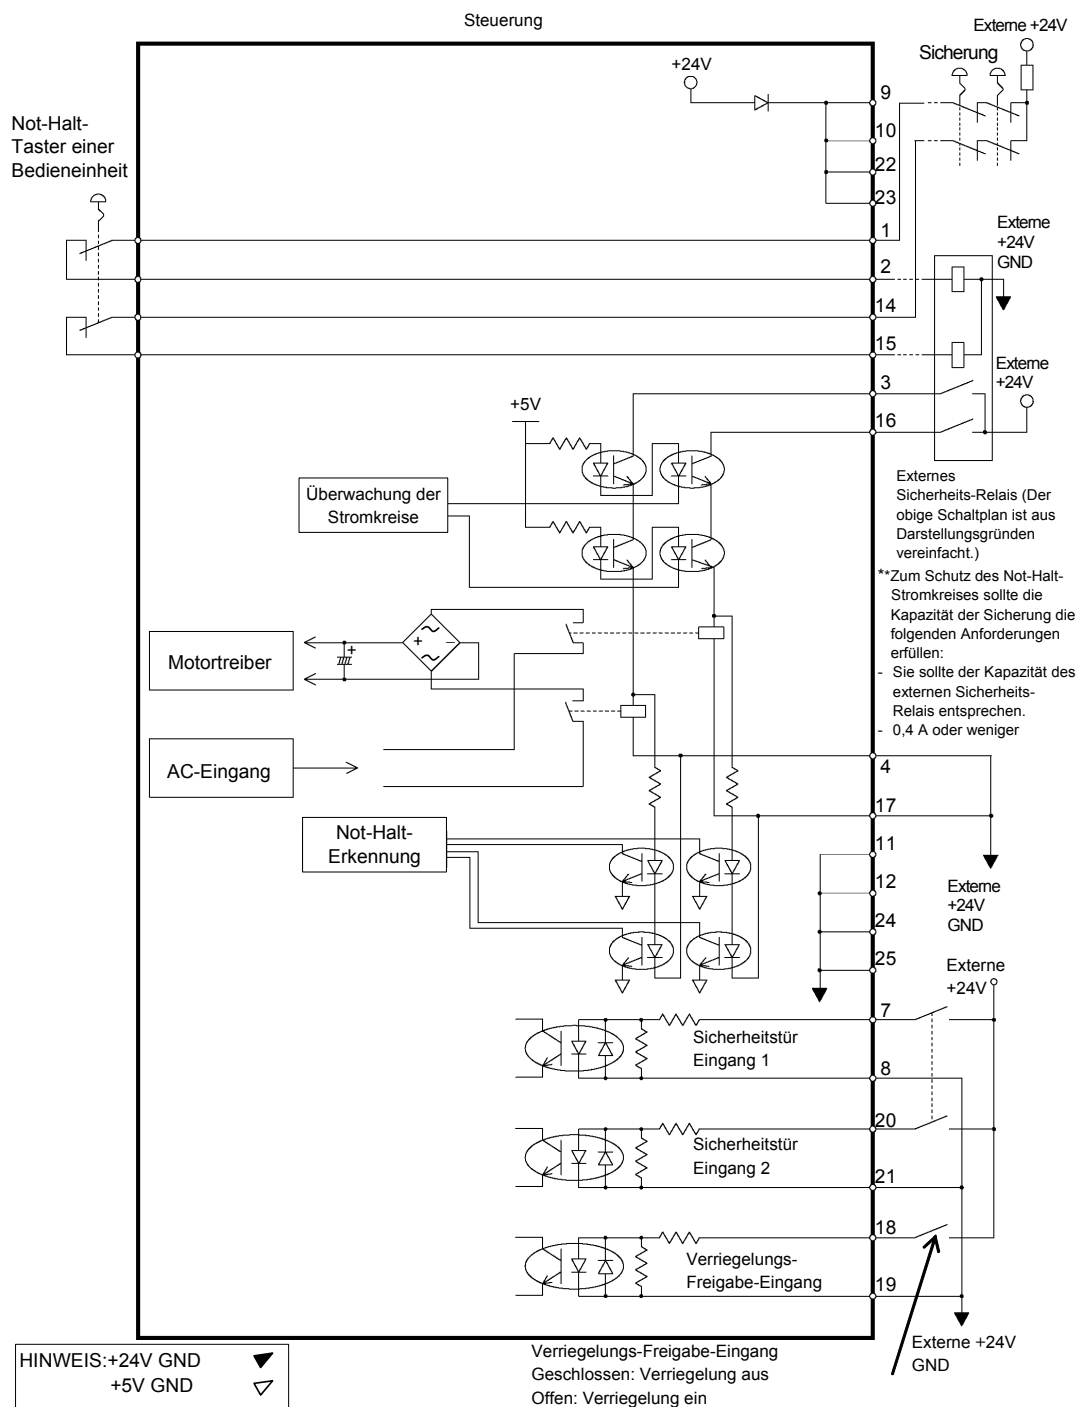 Steuerung
Externe +24V
Sicherung
+24V
9
10
22
23
Not-Halt-
Taster einer
Bedieneinheit
1
2
14
15
Externe
+24V
GND
Externe
+24V
3
16
+5V
Überwachung der
Stromkreise
Externes
Sicherheits-Relais (Der
obige Schaltplan ist aus
Darstellungsgründen
vereinfacht.)
**Zum Schutz des Not-Halt-
Stromkreises sollte die
Kapazität der Sicherung die
folgenden Anforderungen
erfüllen:
- Sie sollte der Kapazität des
externen Sicherheits-
Relais entsprechen.
- 0,4 A oder weniger
Motortreiber
+ −
+
AC-Eingang
4
17
11
12
24
25
Not-Halt-
Erkennung
Externe
+24V
GND
Externe
+24V
7
Sicherheitstür
Eingang 1
8
20
Sicherheitstür
Eingang 2
21
18
Verriegelungs-
Freigabe-Eingang
19
Externe +24V
GND
HINWEIS:+24V GND
+5V GND
Verriegelungs-Freigabe-Eingang
Geschlossen: Verriegelung aus
Offen: Verriegelung ein